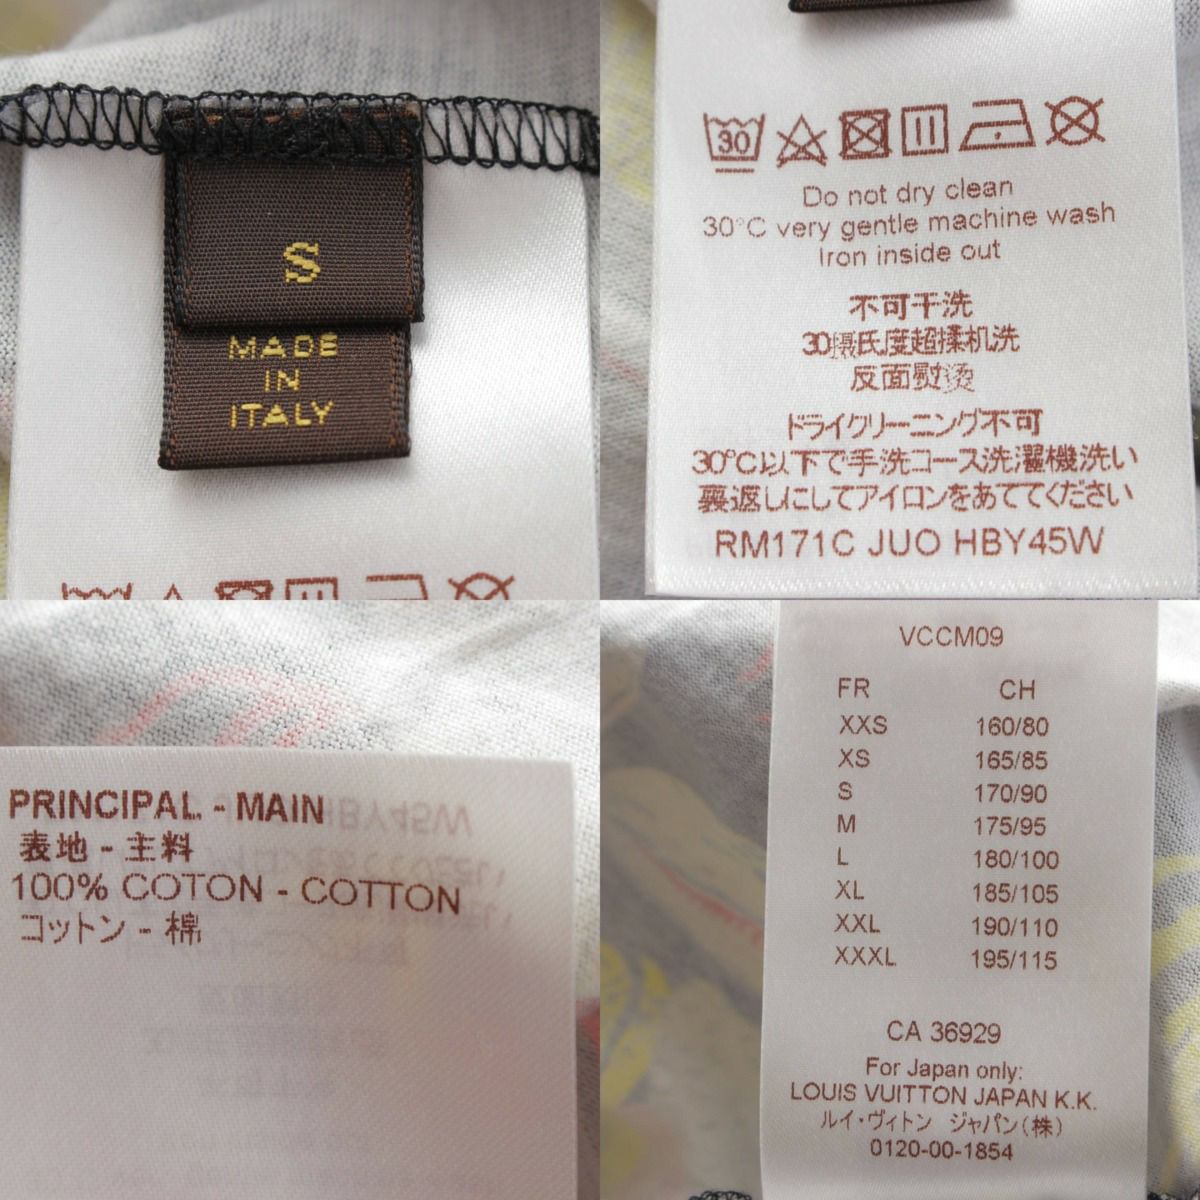 S
MADE
IN
ITALY
30
Do not dry clean
30°C very gentle machine wash
Iron inside out
不可干洗
30摄氏度超揉机洗
反面熨烫
ドライクリーニング不可
30°C以下で手洗コース洗濯機洗い
裏返しにしてアイロンをあててください
RM171C JUO HBY45W
PRINCIPAL - MAIN
表地 - 主料
100% COTON - COTTON
コットン - 棉
VCCM09
FR CH
XXS 160/80
XS 165/85
S 170/90
M 175/95
L 180/100
XL 185/105
XXL 190/110
XXXL 195/115
CA 36929
For Japan only:
LOUIS VUITTON JAPAN K.K.
ルイ・ヴィトン ジャパン(株)
0120-00-1854